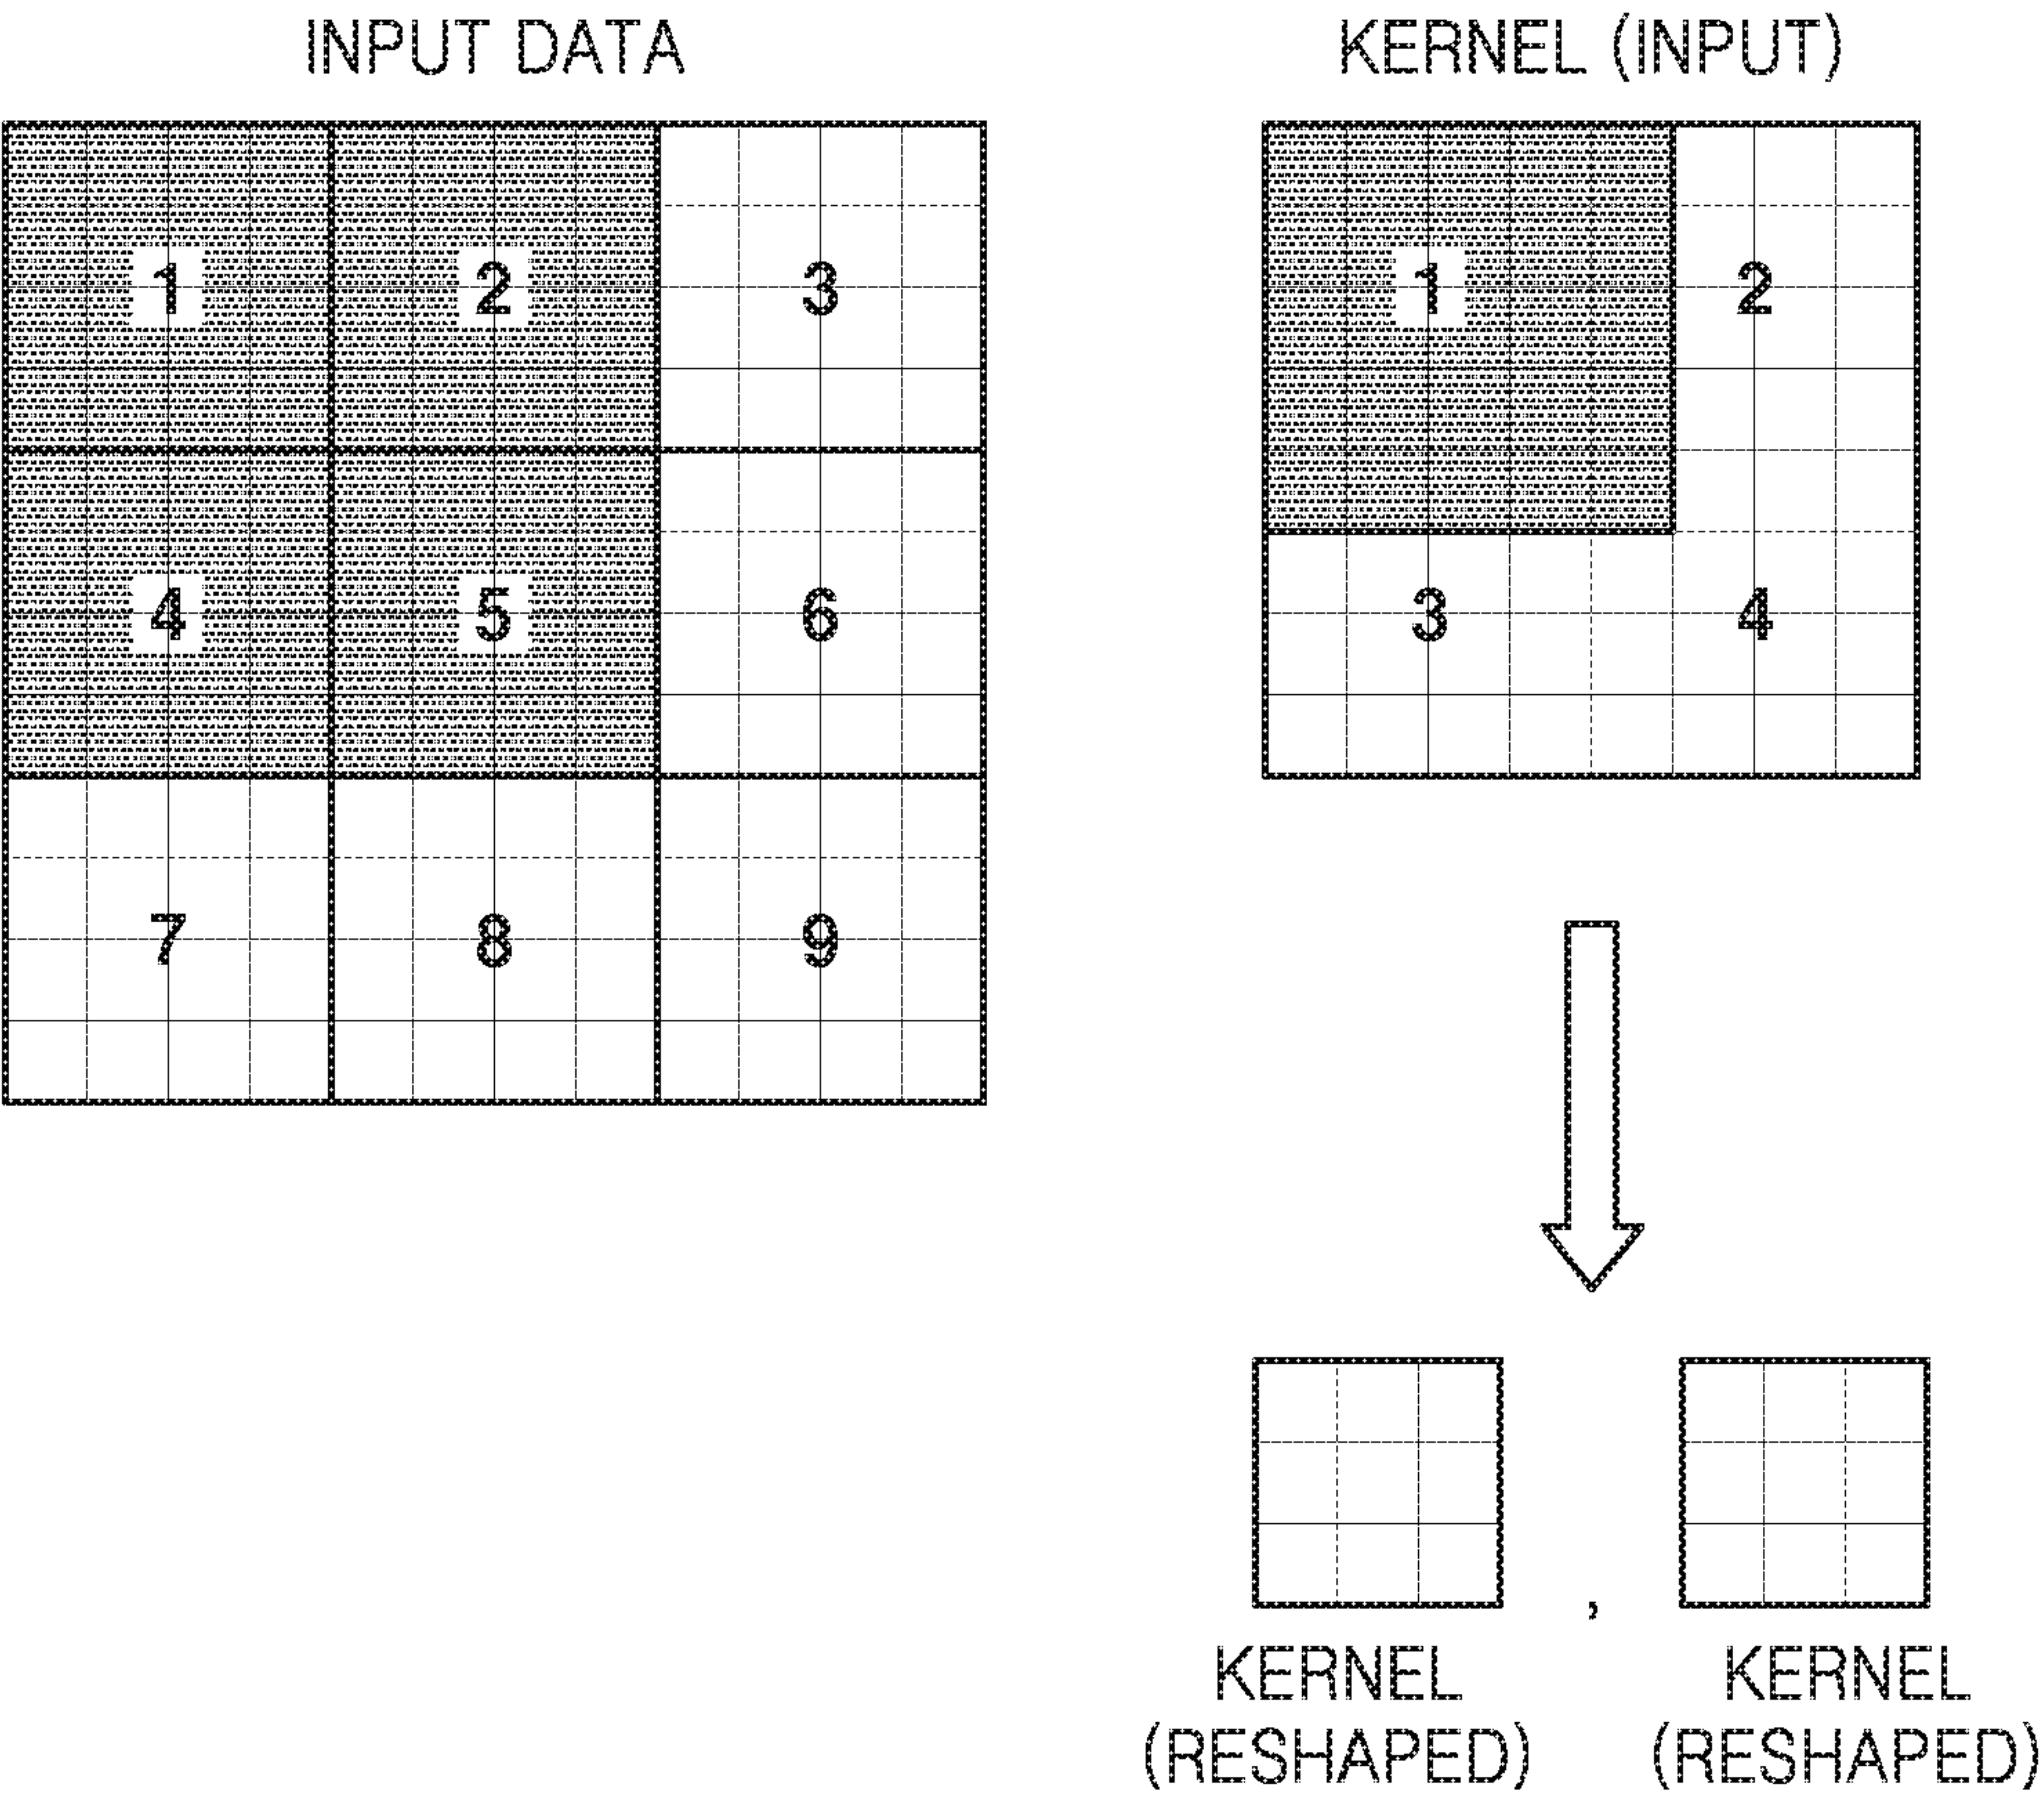 INPUT DATA
KERNEL (INPUT)
1 2 3
4 5 6
7 8 9
1 2
3 4
,
KERNEL
(RESHAPED)
KERNEL
(RESHAPED)